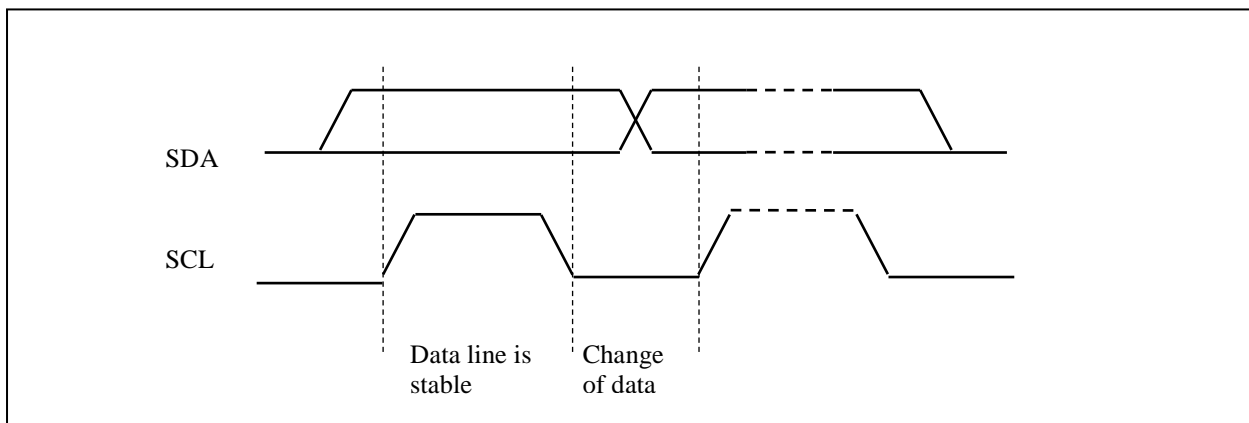 SDA
SCL
Data line is
stable
Change
of data